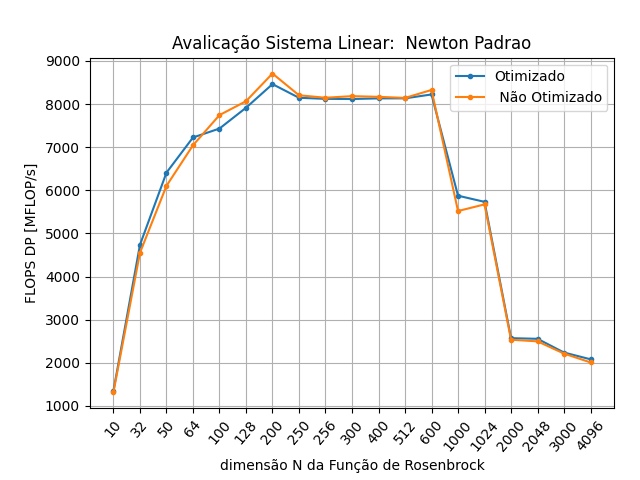 Avalicação Sistema Linear:  Newton Padrao
Otimizado
Não Otimizado
FLOPS DP [MFLOP/s]
9000
8000
7000
6000
5000
4000
3000
2000
1000
10 32 50 64 100 128 200 250 256 300 400 512 600 1000 1024 2000 2048 3000 4096
dimensão N da Função de Rosenbrock